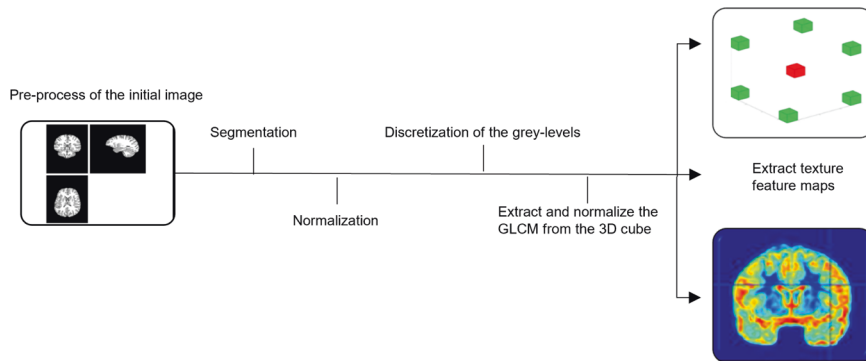 Pre-process of the initial image
Segmentation
Normalization
Discretization of the grey-levels
Extract and normalize the
GLCM from the 3D cube
Extract texture
feature maps